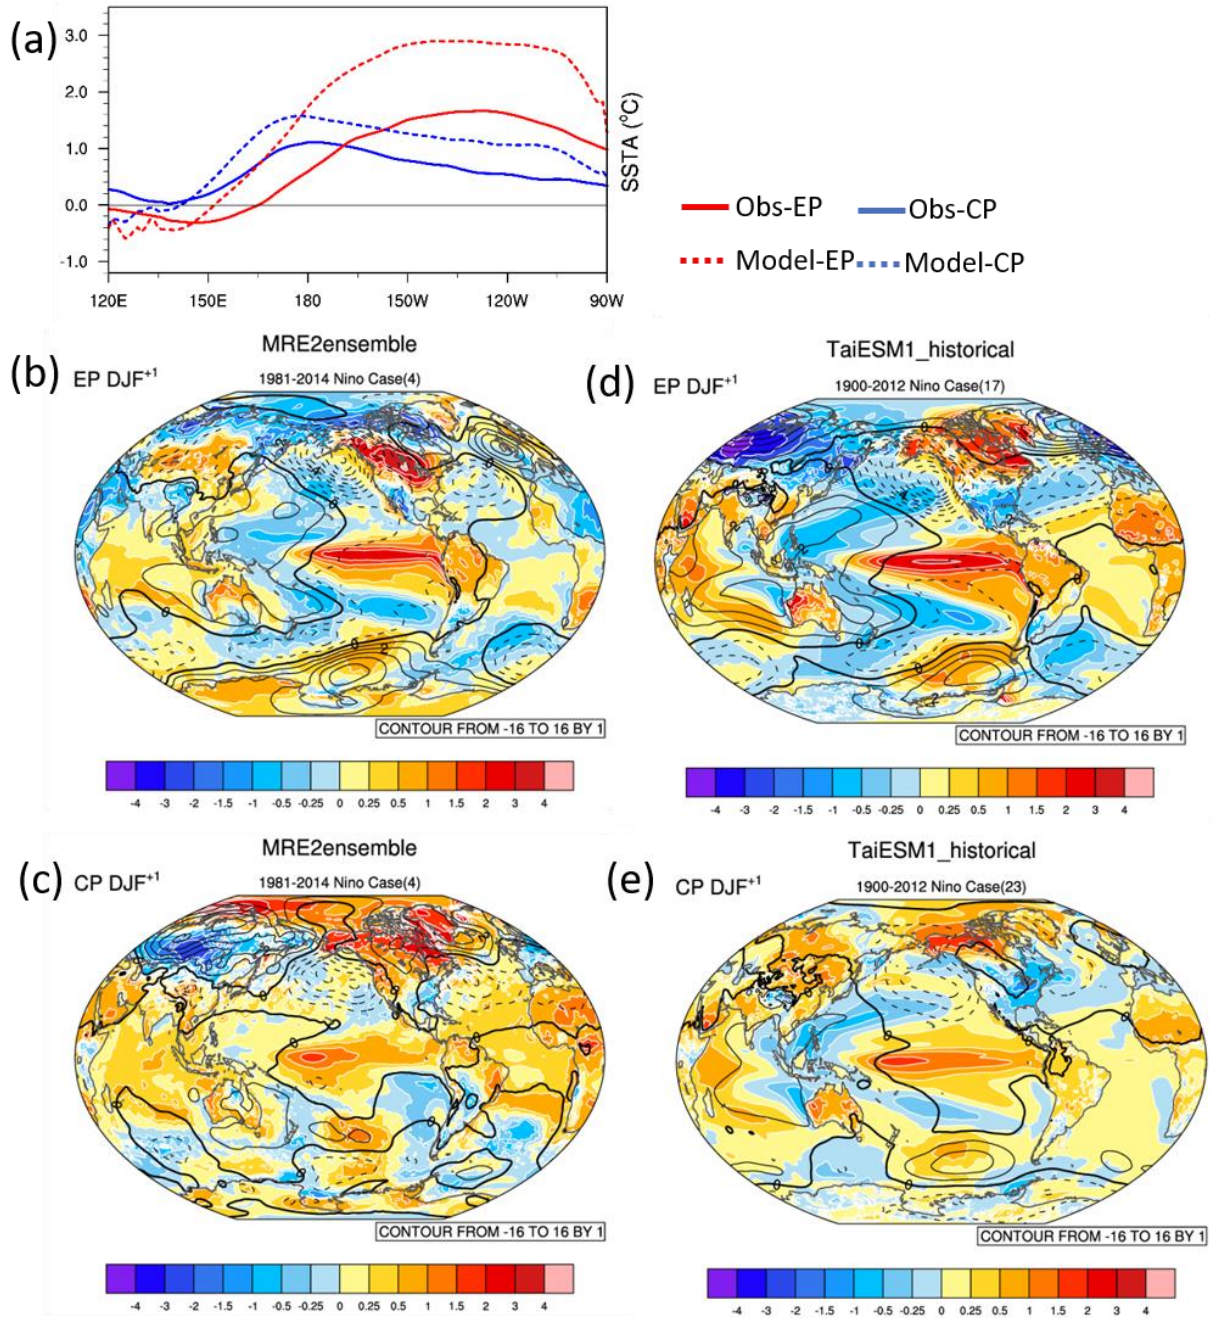 (a)
3.0
2.0
1.0
0.0
-1.0
120E 150E 180 150W 120W 90W
SSTA (°C)
Obs-EP Obs-CP
Model-EP Model-CP
(b)
MRE2ensemble
EP DJF+1
1981-2014 Nino Case(4)
CONTOUR FROM -16 TO 16 BY 1
-4 -3 -2 -1.5 -1 -0.5 -0.25 0 0.25 0.5 1 1.5 2 3 4
(d)
TaiESM1_historical
EP DJF+1
1900-2012 Nino Case(17)
CONTOUR FROM -16 TO 16 BY 1
-4 -3 -2 -1.5 -1 -0.5 -0.25 0 0.25 0.5 1 1.5 2 3 4
(c)
MRE2ensemble
CP DJF+1
1981-2014 Nino Case(4)
CONTOUR FROM -16 TO 16 BY 1
-4 -3 -2 -1.5 -1 -0.5 -0.25 0 0.25 0.5 1 1.5 2 3 4
(e)
TaiESM1_historical
CP DJF+1
1900-2012 Nino Case(23)
CONTOUR FROM -16 TO 16 BY 1
-4 -3 -2 -1.5 -1 -0.5 -0.25 0 0.25 0.5 1 1.5 2 3 4